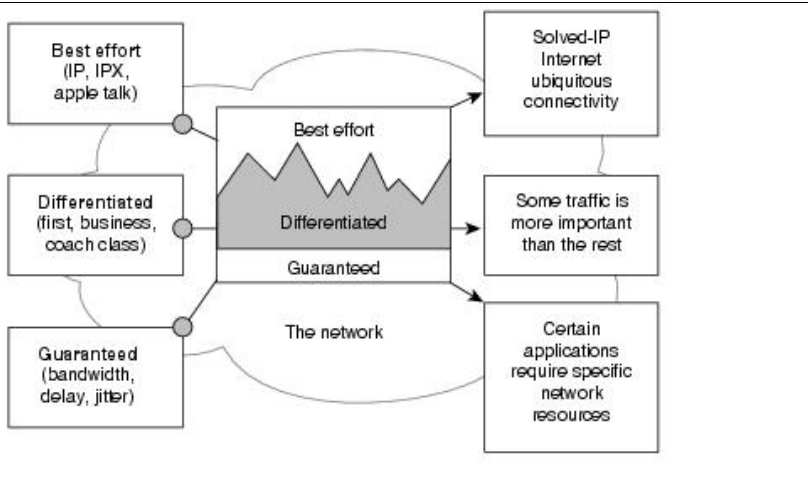 Best effort
(IP, IPX,
apple talk)
Differentiated
(first, business,
coach class)
Guaranteed
(bandwidth,
delay, jitter)
Best effort
Differentiated
Guaranteed
The network
Solved-IP
Internet
ubiquitous
connectivity
Some traffic is
more important
than the rest
Certain
applications
require specific
network
resources